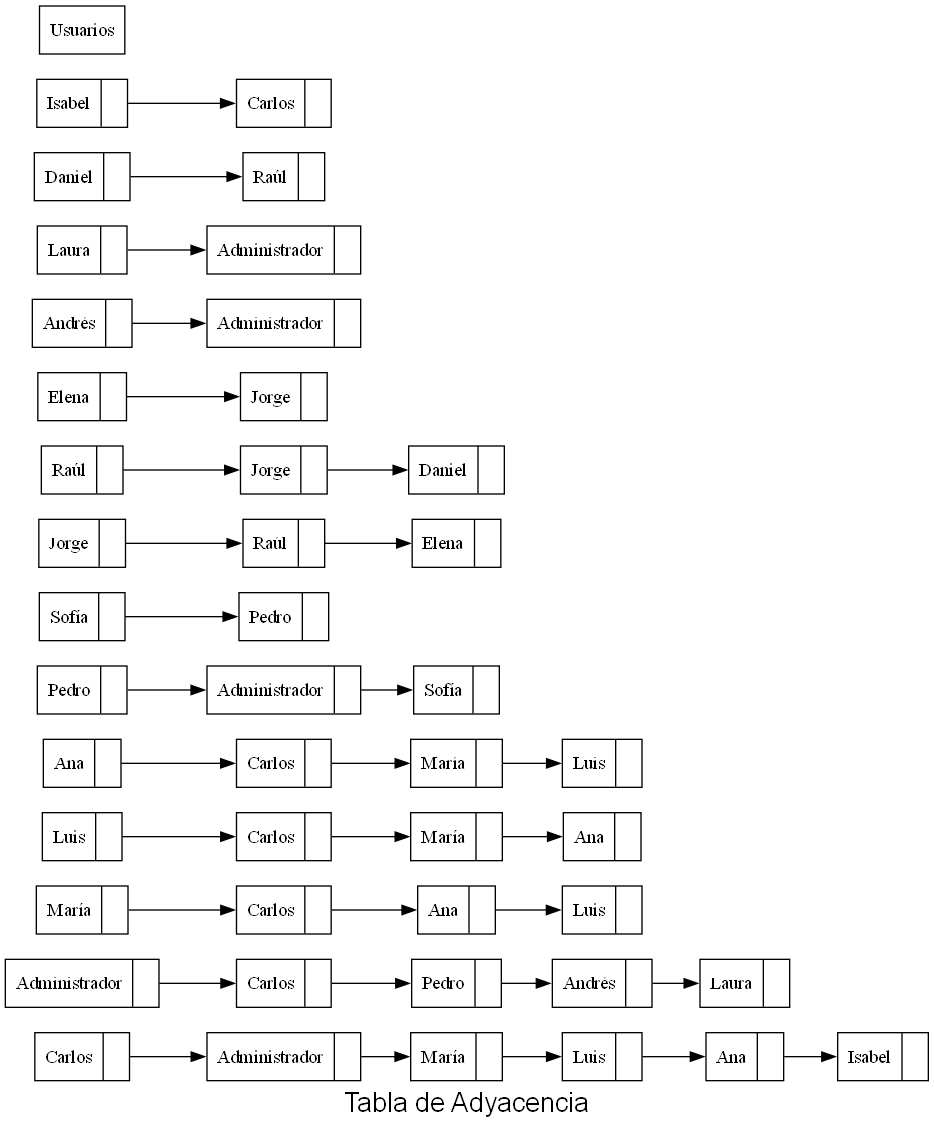 Usuarios
Isabel Carlos
Daniel Raúl
Laura Administrador
Andrés Administrador
Elena Jorge
Raúl Jorge Daniel
Jorge Raúl Elena
Sofía Pedro
Pedro Administrador Sofía
Ana Carlos María Luis
Luis Carlos María Ana
María Carlos Ana Luis
Administrador Carlos Pedro Andrés Laura
Carlos Administrador María Luis Ana Isabel
Tabla de Adyacencia